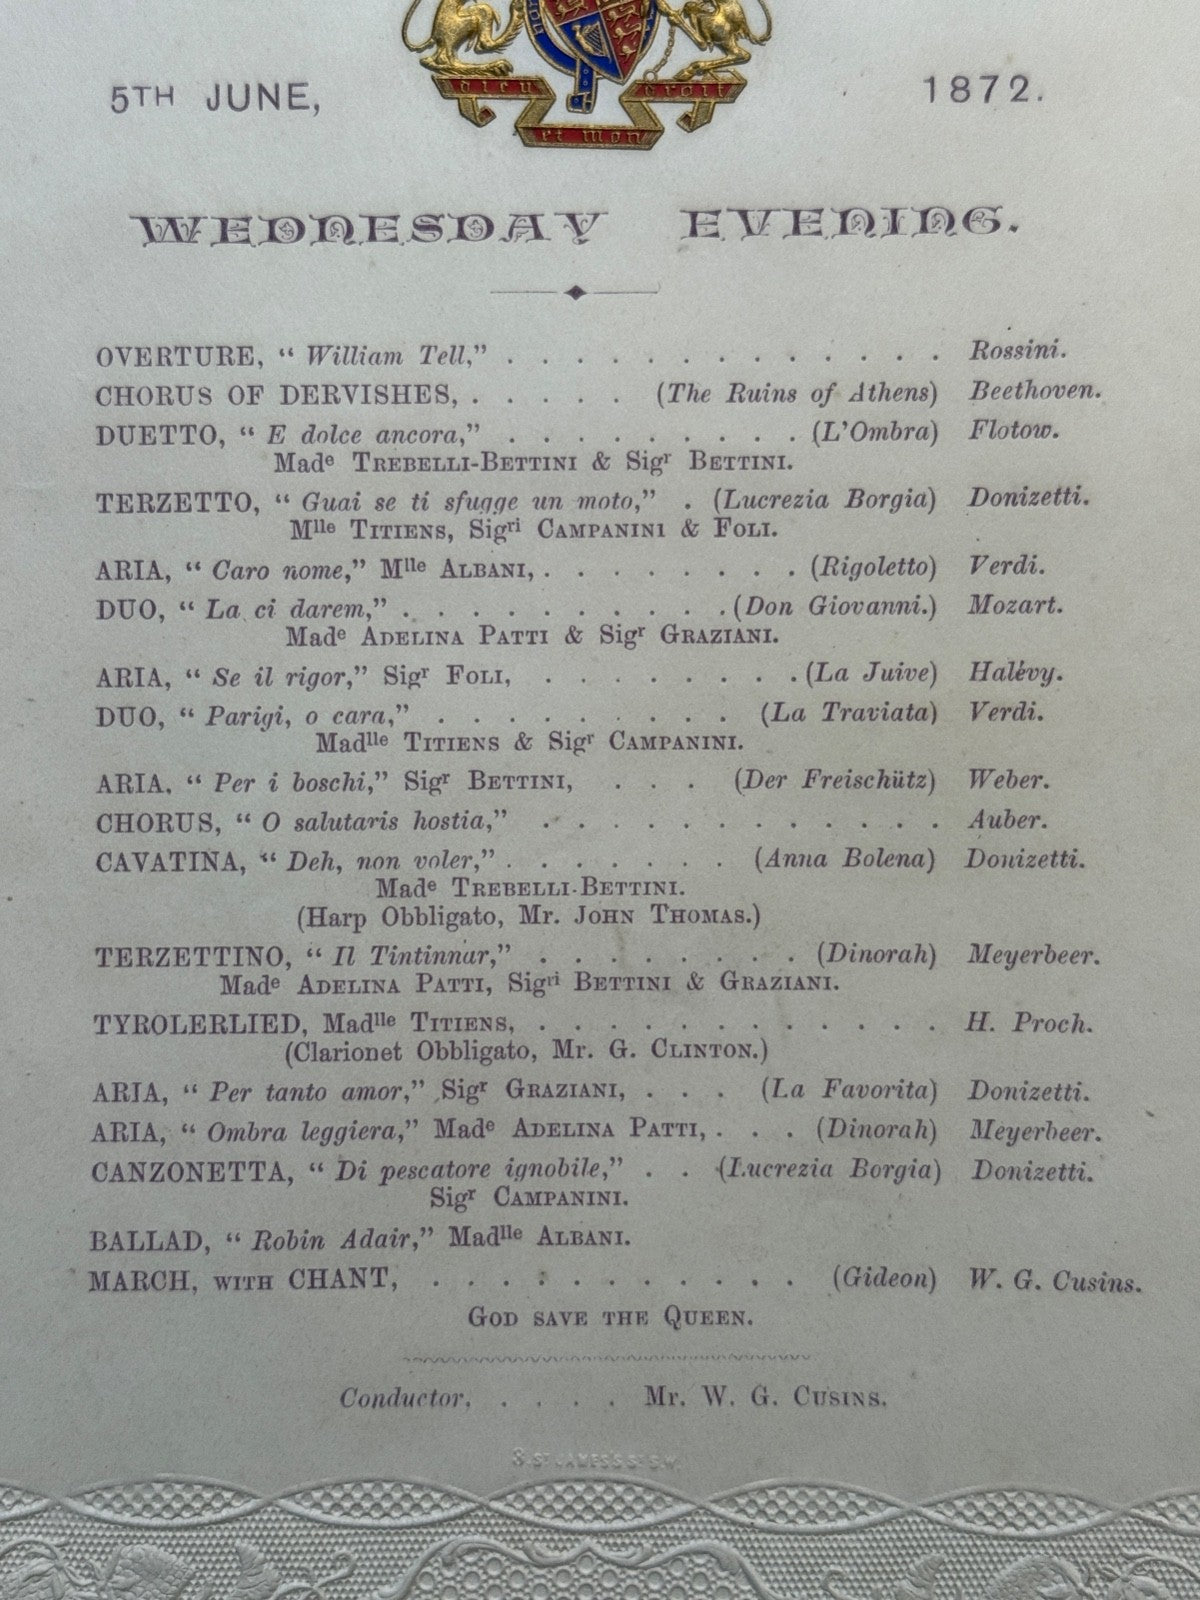 dieu et mon droit
5TH JUNE, 1872.
WEDNESDAY EVENING.
OVERTURE, “ William Tell,” . . . . . . . . . . . . . Rossini.
CHORUS OF DERVISHES, . . . . . (The Ruins of Athens) Beethoven.
DUETTO, “ E dolce ancora,” . . . . . . . . . (L’Ombra) Flotow.
Madᵉ TREBELLI-BETTINI & Sigʳ BETTINI.
TERZETTO, “ Guai se ti sfugge un moto,” . (Lucrezia Borgia) Donizetti.
Mˡˡᵉ TITIENS, Sigʳⁱ CAMPANINI & FOLI.
ARIA, “ Caro nome,” Mˡˡᵉ ALBANI, . . . . . . . . (Rigoletto) Verdi.
DUO, “ La ci darem,” . . . . . . . . . . (Don Giovanni.) Mozart.
Madᵉ ADELINA PATTI & Sigʳ GRAZIANI.
ARIA, “ Se il rigor,” Sigʳ FOLI, . . . . . . . . (La Juive) Halévy.
DUO, “ Parigi, o cara,” . . . . . . . . . (La Traviata) Verdi.
Madˡˡᵉ TITIENS & Sigʳ CAMPANINI.
ARIA. “ Per i boschi,” Sigʳ BETTINI, . . . (Der Freischütz) Weber.
CHORUS, “ O salutaris hostia,” . . . . . . . . . . . . Auber.
CAVATINA, “ Deh, non voler,” . . . . . . . (Anna Bolena) Donizetti.
Madᵉ TREBELLI-BETTINI.
(Harp Obbligato, Mr. JOHN THOMAS.)
TERZETTINO, “ Il Tintinnar,” . . . . . . . . (Dinorah) Meyerbeer.
Madᵉ ADELINA PATTI, Sigʳⁱ BETTINI & GRAZIANI.
TYROLERLIED, Madˡˡᵉ TITIENS, . . . . . . . . . . . . H. Proch.
(Clarionet Obbligato, Mr. G. CLINTON.)
ARIA, “ Per tanto amor,” Sigʳ GRAZIANI, . . . (La Favorita) Donizetti.
ARIA, “ Ombra leggiera,” Madᵉ ADELINA PATTI, . . . (Dinorah) Meyerbeer.
CANZONETTA, “ Di pescatore ignobile,” . . (Lucrezia Borgia) Donizetti.
Sigʳ CAMPANINI.
BALLAD, “ Robin Adair,” Madˡˡᵉ ALBANI.
MARCH, WITH CHANT, . . . . . . . . . . . (Gideon) W. G. Cusins.
GOD SAVE THE QUEEN.
Conductor, . . . . Mr. W. G. CUSINS.
8. ST JAMES'S ST S.W.